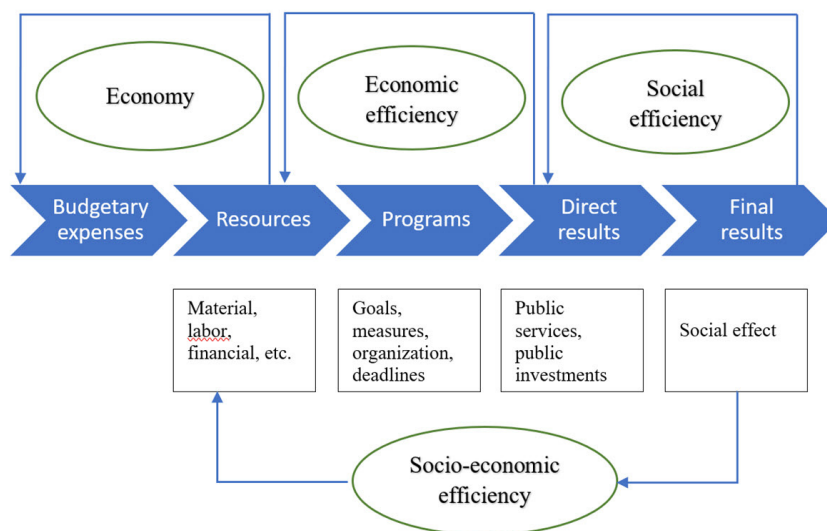 Economy
Economic
efficiency
Social
efficiency
Budgetary
expenses
Resources
Programs
Direct
results
Final
results
Material,
labor,
financial, etc.
Goals,
measures,
organization,
deadlines
Public
services,
public
investments
Social effect
Socio-economic
efficiency